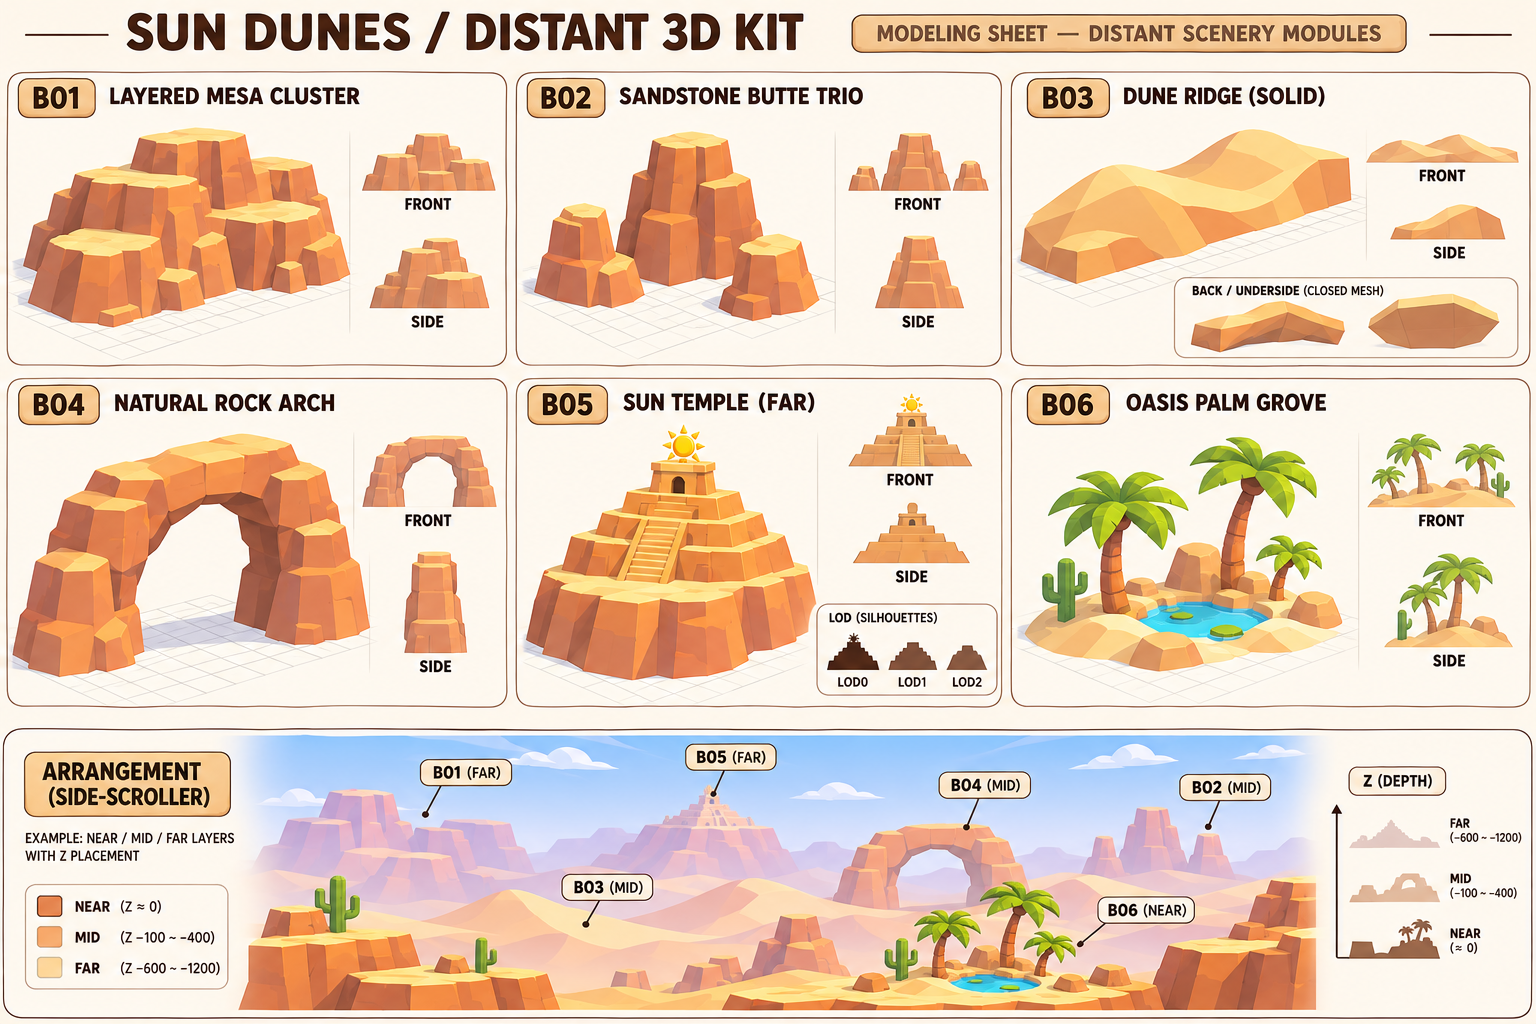 SUN DUNES / DISTANT 3D KIT
MODELING SHEET — DISTANT SCENERY MODULES
B01 LAYERED MESA CLUSTER
FRONT
SIDE
B02 SANDSTONE BUTTE TRIO
FRONT
SIDE
B03 DUNE RIDGE (SOLID)
FRONT
SIDE
BACK / UNDERSIDE (CLOSED MESH)
B04 NATURAL ROCK ARCH
FRONT
SIDE
B05 SUN TEMPLE (FAR)
FRONT
SIDE
LOD (SILHOUETTES)
LOD0 LOD1 LOD2
B06 OASIS PALM GROVE
FRONT
SIDE
ARRANGEMENT
(SIDE-SCROLLER)
EXAMPLE: NEAR / MID / FAR LAYERS
WITH Z PLACEMENT
NEAR (Z ≈ 0)
MID (Z −100 ~ −400)
FAR (Z −600 ~ −1200)
B01 (FAR)
B05 (FAR)
B04 (MID)
B02 (MID)
B03 (MID)
B06 (NEAR)
Z (DEPTH)
FAR
(−600 ~ −1200)
MID
(−100 ~ −400)
NEAR
(≈ 0)